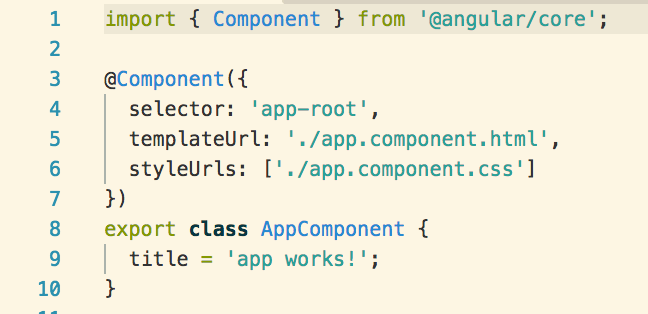 1 import { Component } from '@angular/core';
2
3 @Component({
4   selector: 'app-root',
5   templateUrl: './app.component.html',
6   styleUrls: ['./app.component.css']
7 })
8 export class AppComponent {
9   title = 'app works!';
10 }